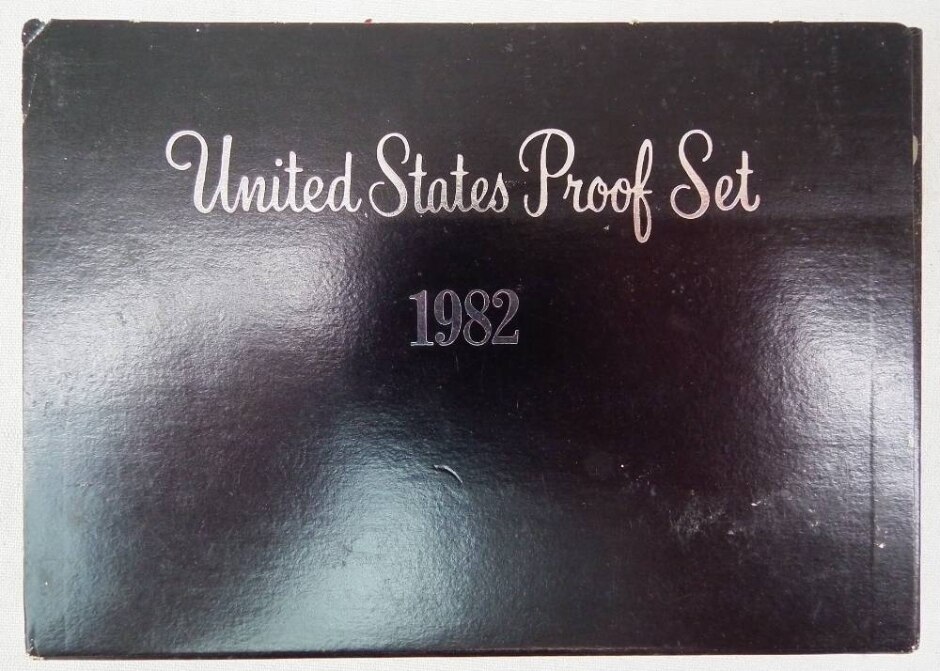 United States Proof Set
1982